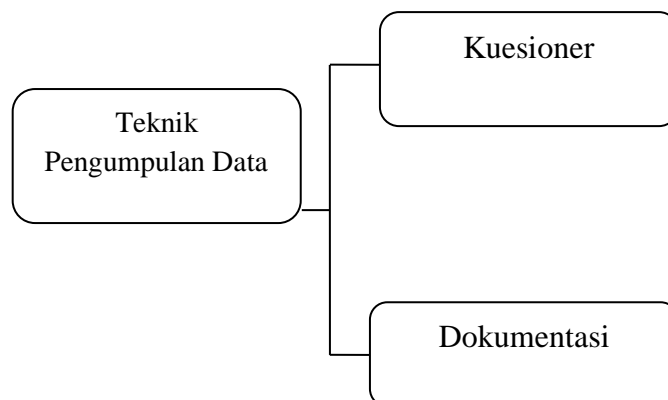 Kuesioner
Teknik
Pengumpulan Data
Dokumentasi